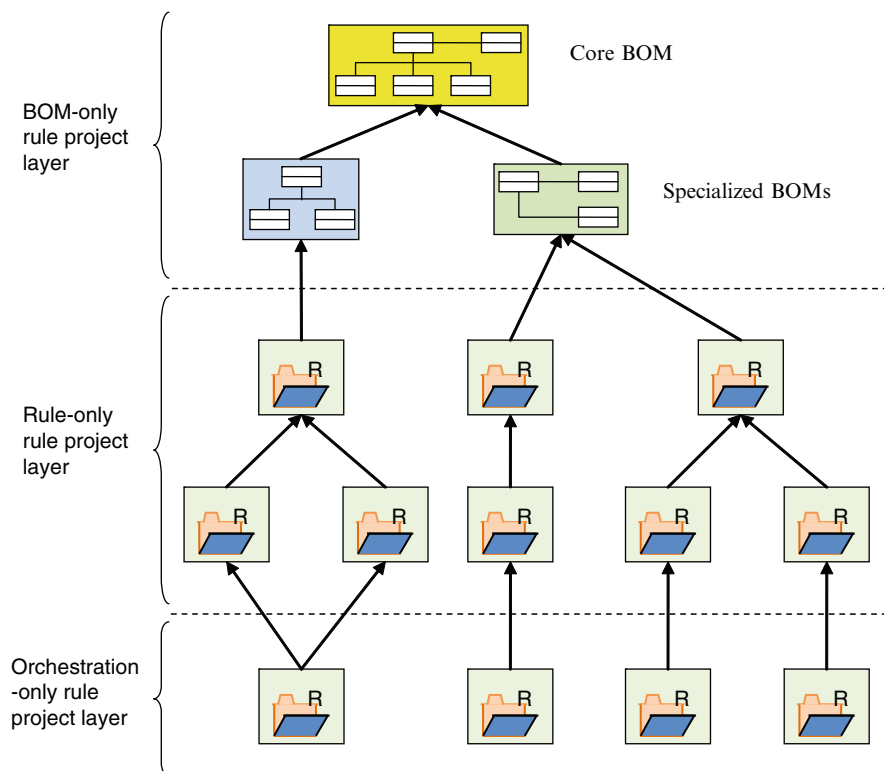 Core BOM
BOM-only
rule project
layer
Specialized BOMs
R
R
R
Rule-only
rule project
layer
R
R
R
R
R
Orchestration
-only rule
project layer
R
R
R
R